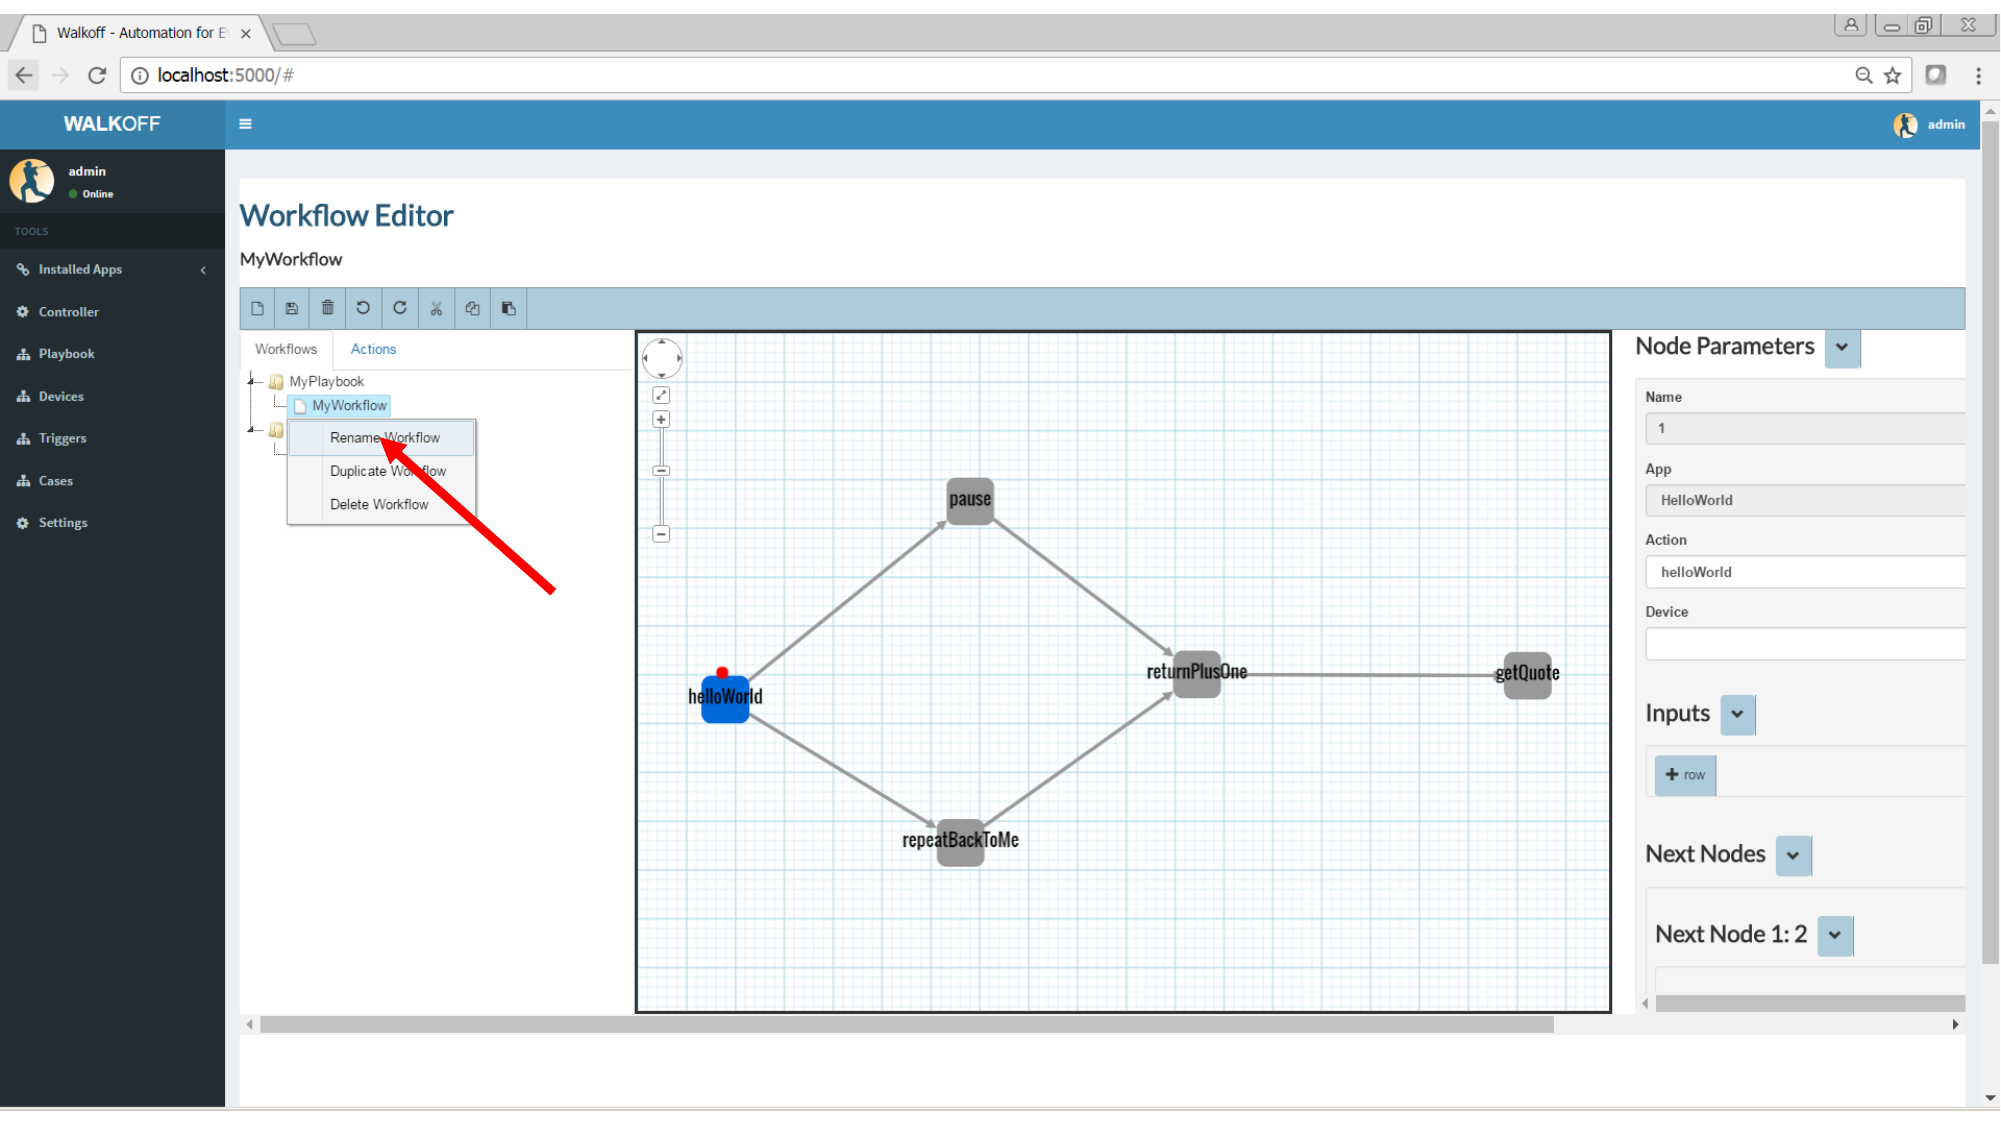 Walkoff - Automation for E
localhost:5000/#
WALKOFF
admin
admin
Online
TOOLS
Installed Apps
Controller
Playbook
Devices
Triggers
Cases
Settings
Workflow Editor
MyWorkflow
Workflows
Actions
MyPlaybook
MyWorkflow
Rename Workflow
Duplicate Workflow
Delete Workflow
pause
helloWorld
returnPlusOne
getQuote
repeatBackToMe
Node Parameters
Name
1
App
HelloWorld
Action
helloWorld
Device
Inputs
row
Next Nodes
Next Node 1: 2